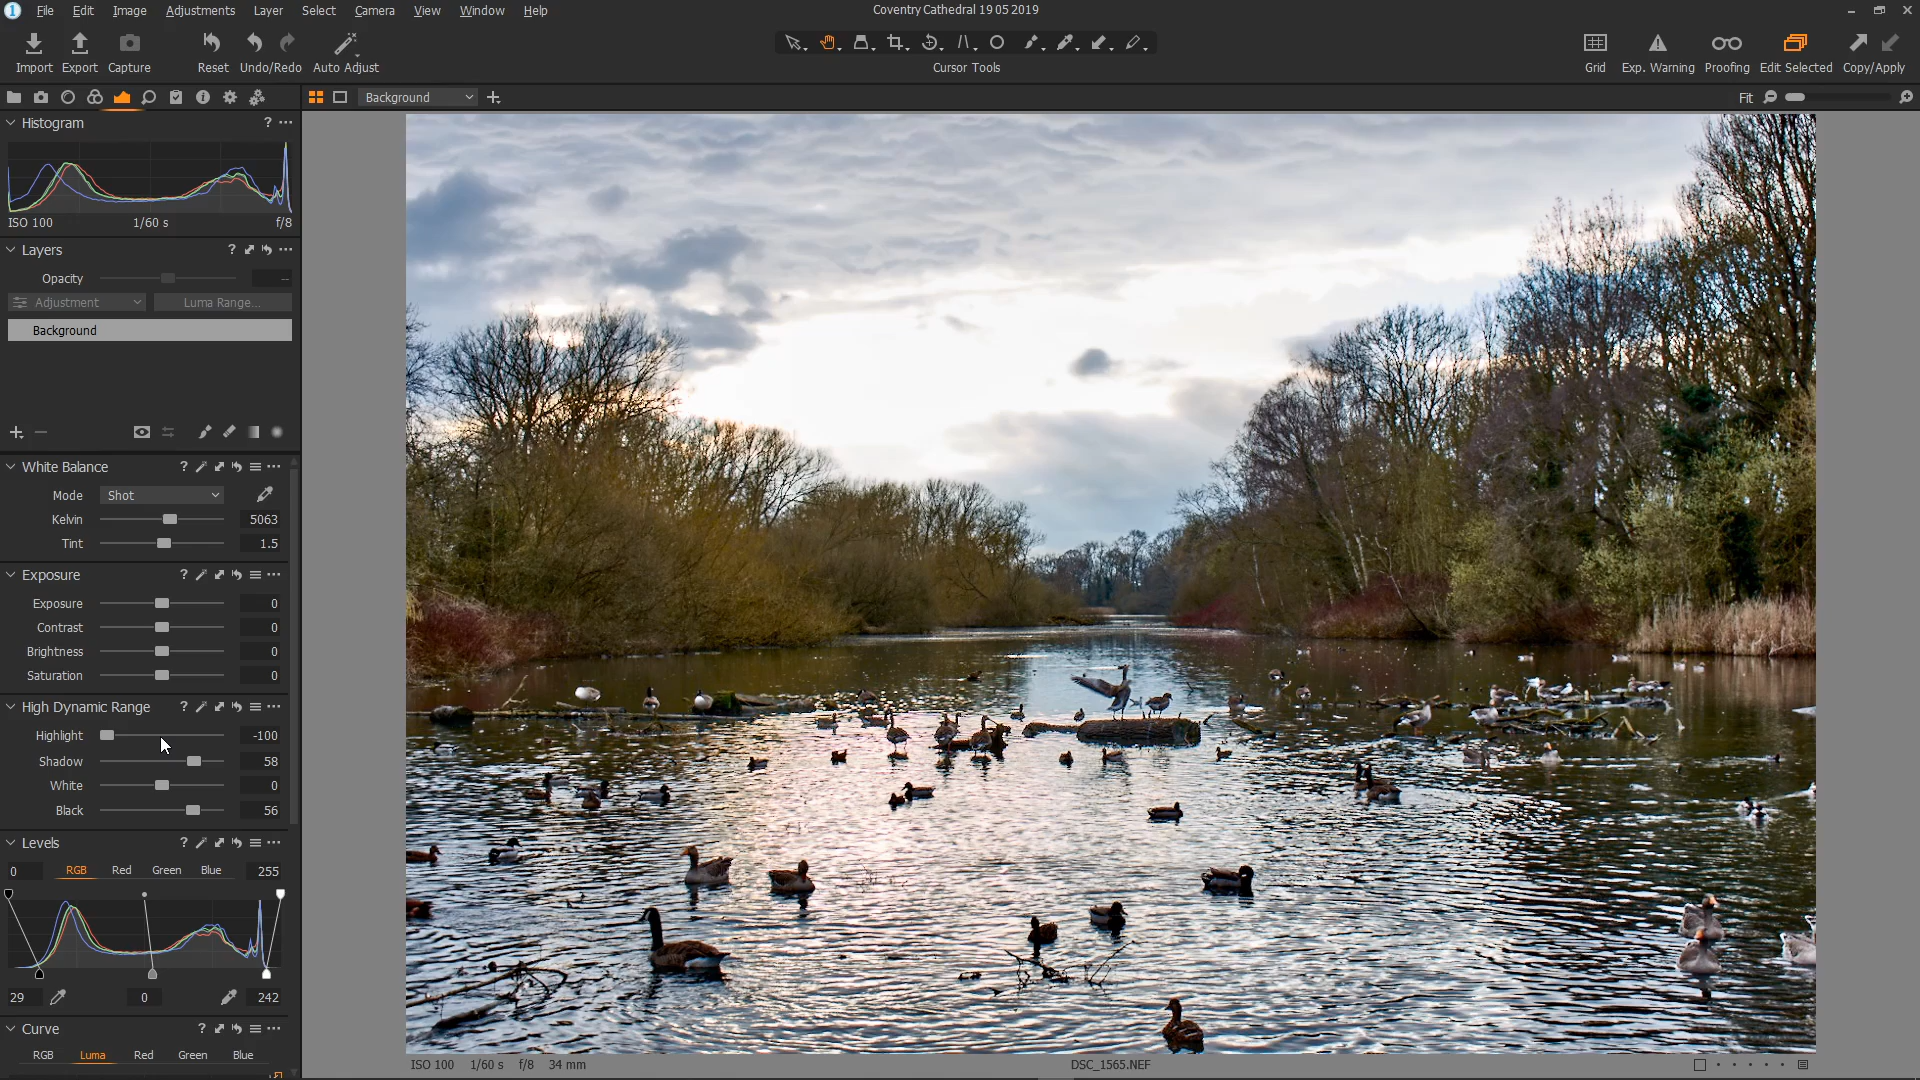 1 File Edit Image Adjustments Layer Select Camera View Window Help
Coventry Cathedral 19 05 2019
Import Export Capture Reset Undo/Redo Auto Adjust
Cursor Tools
Grid Exp. Warning Proofing Edit Selected Copy/Apply
Background
Fit
Histogram ? ...
ISO 100 1/60 s f/8
Layers ? ...
Opacity --
Adjustment Luma Range...
Background
White Balance ? ...
Mode Shot
Kelvin 5063
Tint 1.5
Exposure ? ...
Exposure 0
Contrast 0
Brightness 0
Saturation 0
High Dynamic Range ? ...
Highlight -100
Shadow 58
White 0
Black 56
Levels ? ...
0 RGB Red Green Blue 255
29 0 242
Curve ? ...
RGB Luma Red Green Blue
ISO 100 1/60 s f/8 34 mm
DSC_1565.NEF